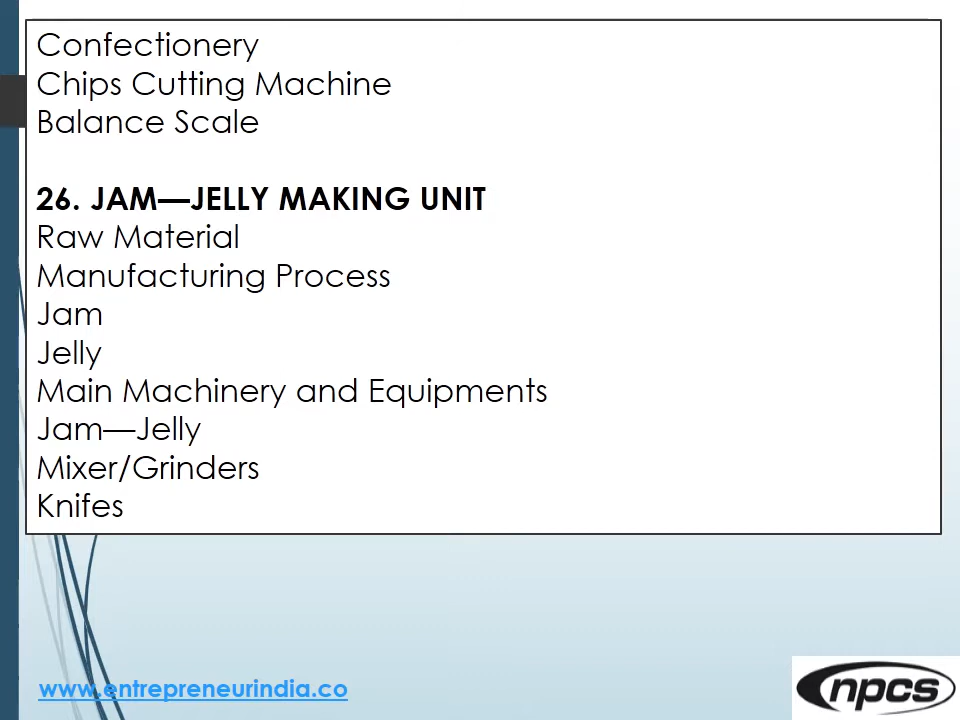 Confectionery
Chips Cutting Machine
Balance Scale
26. JAM—JELLY MAKING UNIT
Raw Material
Manufacturing Process
Jam
Jelly
Main Machinery and Equipments
Jam—Jelly
Mixer/Grinders
Knifes
www.entrepreneurindia.co
npcs